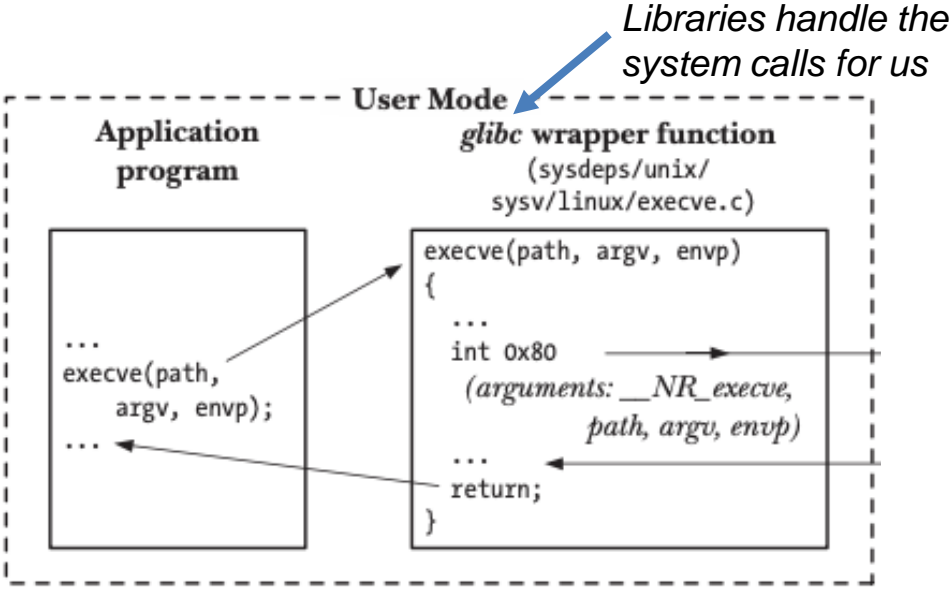 Libraries handle the
system calls for us
User Mode
Application
program
glibc wrapper function
(sysdeps/unix/
sysv/linux/execve.c)
...
execve(path,
argv, envp);
...
execve(path, argv, envp)
{
...
int 0x80
(arguments: __NR_execve,
path, argv, envp)
...
return;
}